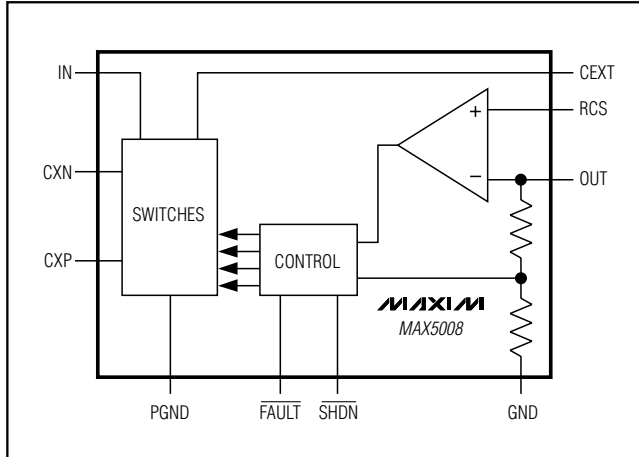 IN
CEXT
+
RCS
CXN
−
OUT
SWITCHES
CXP
CONTROL
MAXIM
MAX5008
PGND
FAULT
SHDN
GND